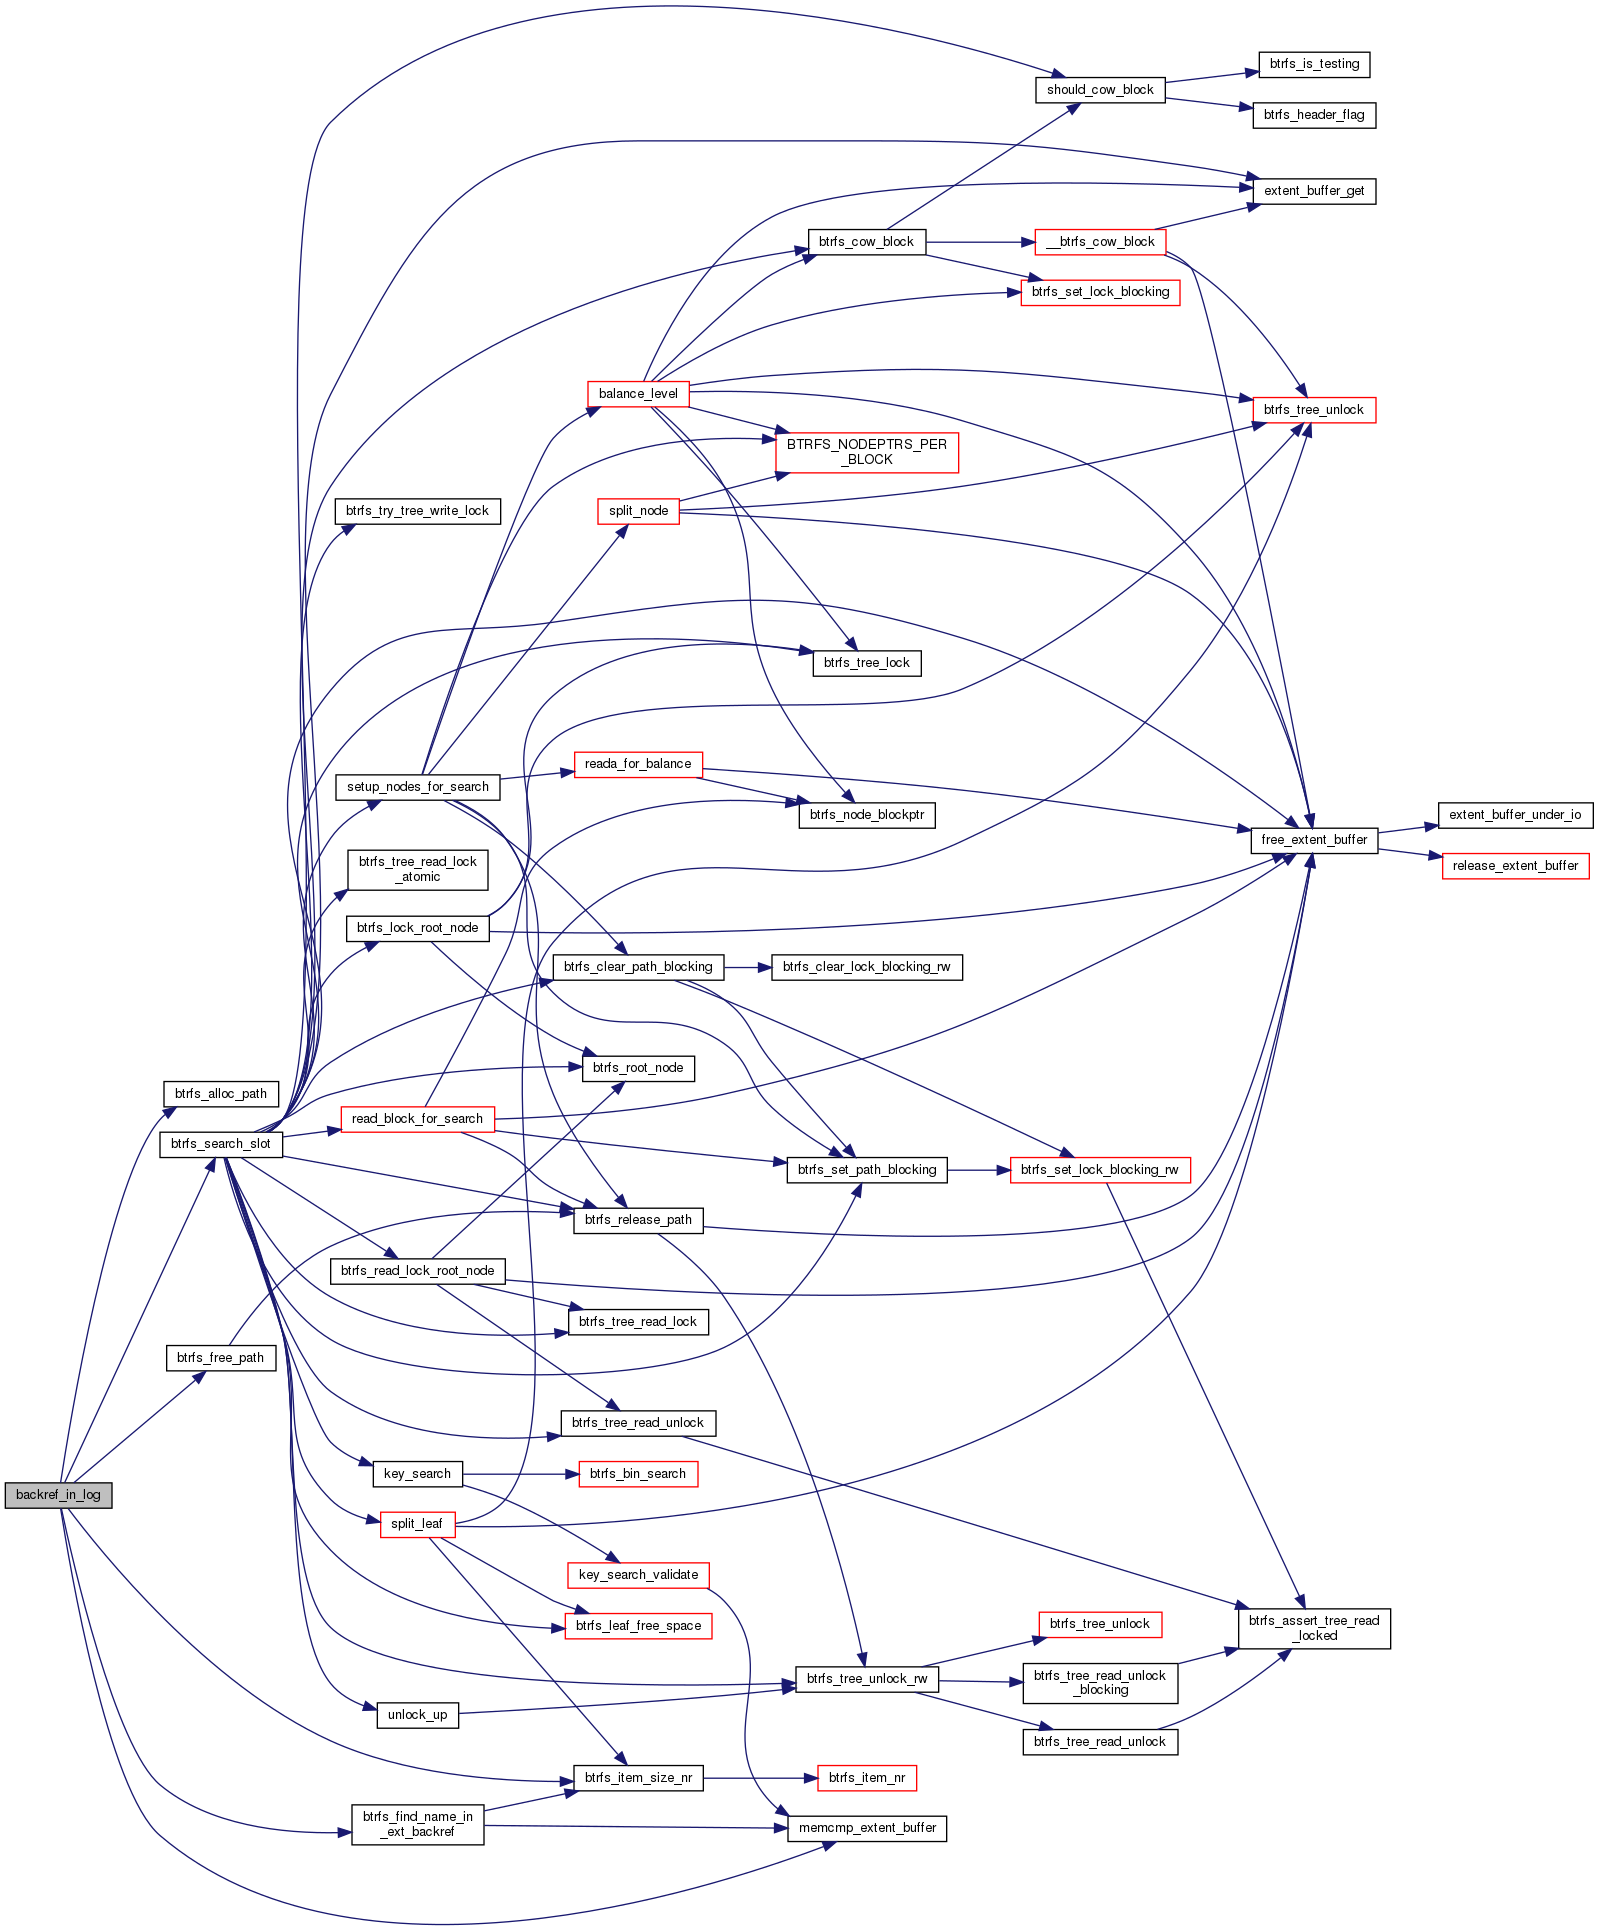 btrfs_is_testing
should_cow_block
btrfs_header_flag
extent_buffer_get
btrfs_cow_block
__btrfs_cow_block
btrfs_set_lock_blocking
balance_level
btrfs_tree_unlock
BTRFS_NODEPTRS_PER
_BLOCK
btrfs_try_tree_write_lock
split_node
btrfs_tree_lock
reada_for_balance
setup_nodes_for_search
btrfs_node_blockptr
extent_buffer_under_io
free_extent_buffer
btrfs_tree_read_lock
_atomic
release_extent_buffer
btrfs_lock_root_node
btrfs_clear_path_blocking
btrfs_clear_lock_blocking_rw
btrfs_root_node
btrfs_alloc_path
read_block_for_search
btrfs_search_slot
btrfs_set_path_blocking
btrfs_set_lock_blocking_rw
btrfs_release_path
btrfs_read_lock_root_node
btrfs_tree_read_lock
btrfs_free_path
btrfs_tree_read_unlock
key_search
btrfs_bin_search
backref_in_log
split_leaf
key_search_validate
btrfs_leaf_free_space
btrfs_tree_unlock
btrfs_assert_tree_read
_locked
btrfs_tree_unlock_rw
btrfs_tree_read_unlock
_blocking
unlock_up
btrfs_tree_read_unlock
btrfs_item_size_nr
btrfs_item_nr
btrfs_find_name_in
_ext_backref
memcmp_extent_buffer